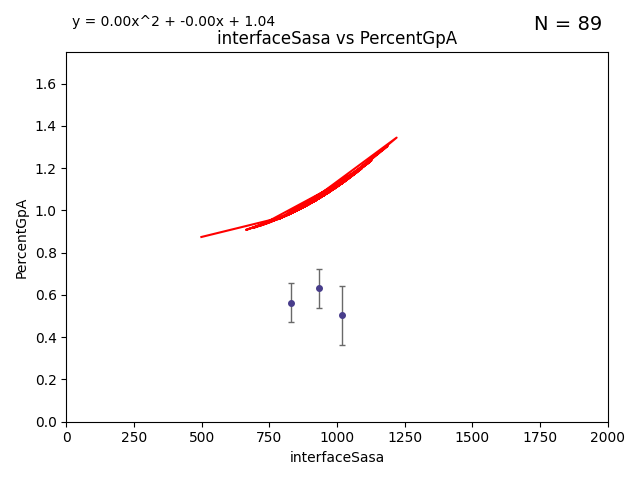 y = 0.00x^2 + -0.00x + 1.04
N = 89
interfaceSasa vs PercentGpA
1.6
1.4
1.2
1.0
0.8
0.6
0.4
0.2
0.0
PercentGpA
0 250 500 750 1000 1250 1500 1750 2000
interfaceSasa